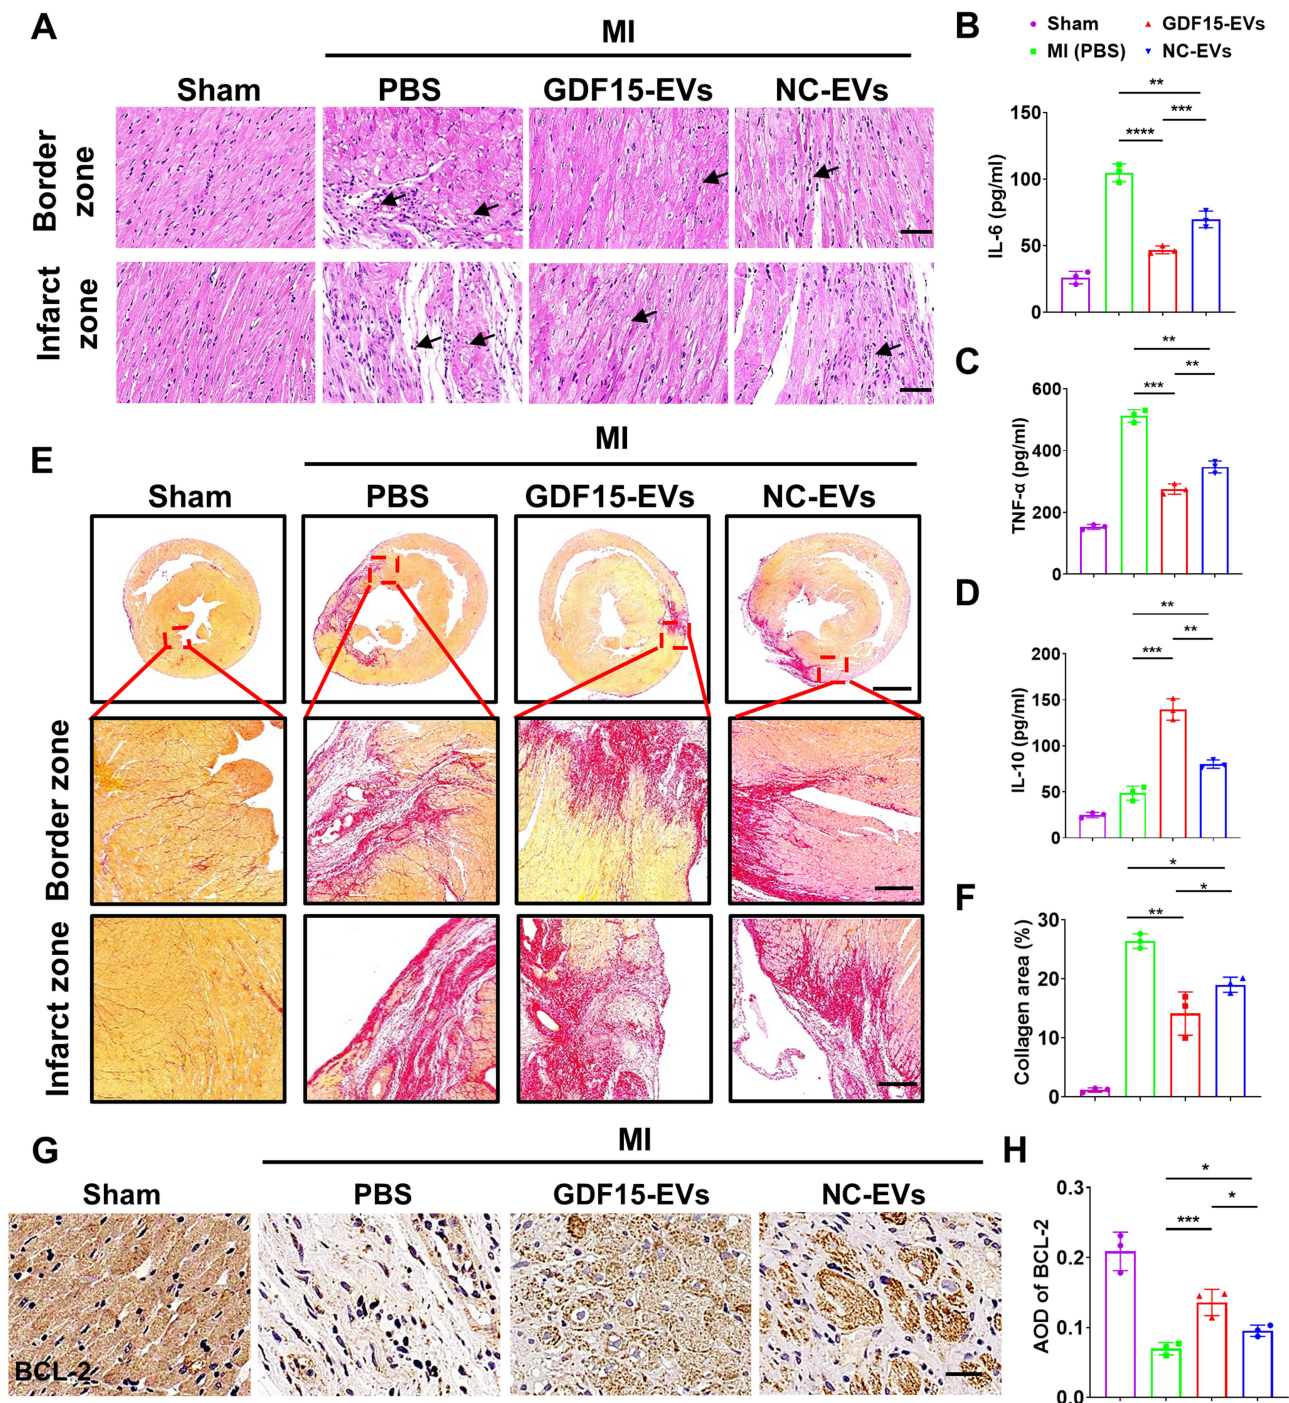 A
MI
Sham PBS GDF15-EVs NC-EVs
Border zone
Infarct zone
B
Sham GDF15-EVs
MI (PBS) NC-EVs
**
***
****
IL-6 (pg/ml)
150
100
50
0
C
**
**
***
TNF-α (pg/ml)
600
400
200
0
D
**
**
***
IL-10 (pg/ml)
200
150
100
50
0
E
MI
Sham PBS GDF15-EVs NC-EVs
Border zone
Infarct zone
F
*
*
**
Collagen area (%)
30
20
10
0
G
MI
Sham PBS GDF15-EVs NC-EVs
BCL-2
H
*
*
***
AOD of BCL-2
0.3
0.2
0.1
0.0